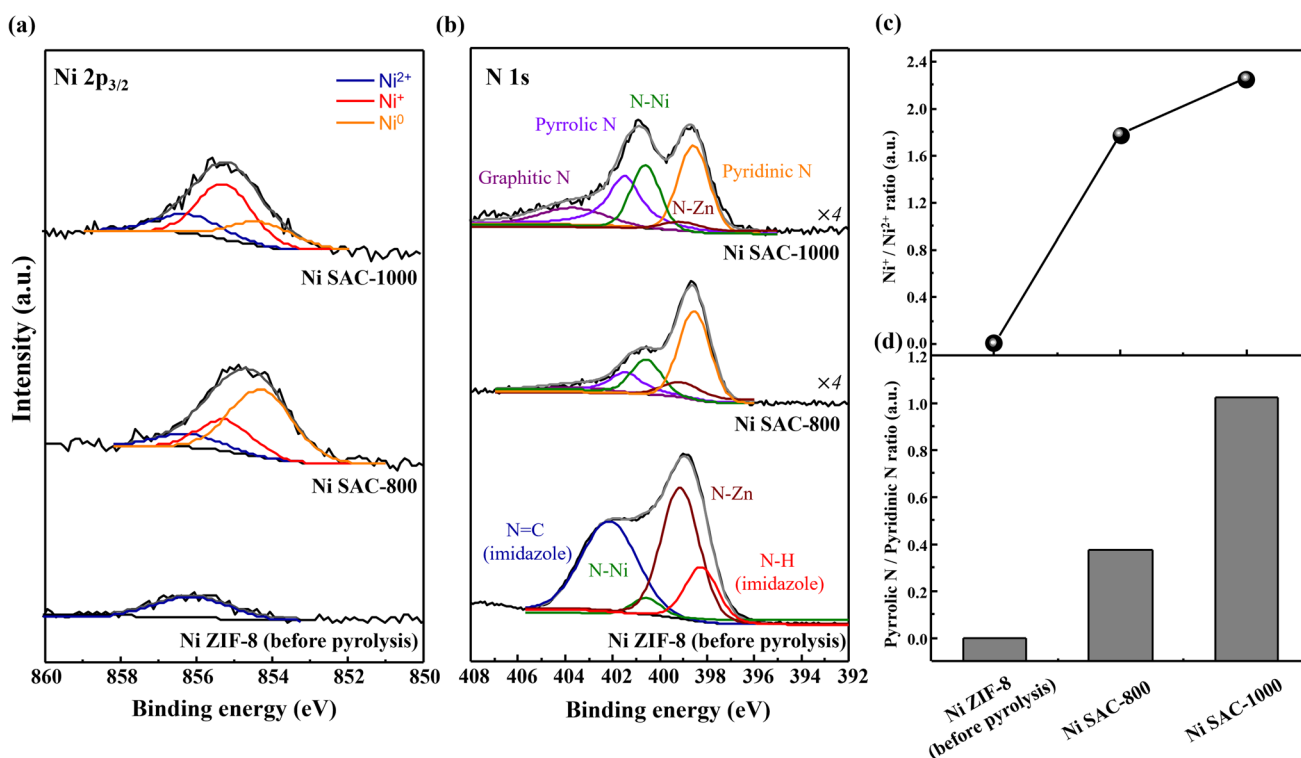 (a)
Ni 2p3/2
Ni2+
Ni+
Ni0
Ni SAC-1000
Ni SAC-800
Ni ZIF-8 (before pyrolysis)
Intensity (a.u.)
860 858 856 854 852 850
Binding energy (eV)
(b)
N 1s
N-Ni
Pyrrolic N
Graphitic N
Pyridinic N
N-Zn
×4
Ni SAC-1000
×4
Ni SAC-800
N-Zn
N=C
(imidazole)
N-Ni
N-H
(imidazole)
Ni ZIF-8 (before pyrolysis)
408 406 404 402 400 398 396 394 392
Binding energy (eV)
(c)
2.4
2.0
1.6
1.2
0.8
0.4
0.0
Ni+ / Ni2+ ratio (a.u.)
(d)
1.2
1.0
0.8
0.6
0.4
0.2
0.0
Pyrrolic N / Pyridinic N ratio (a.u.)
Ni ZIF-8
(before pyrolysis)
Ni SAC-800
Ni SAC-1000